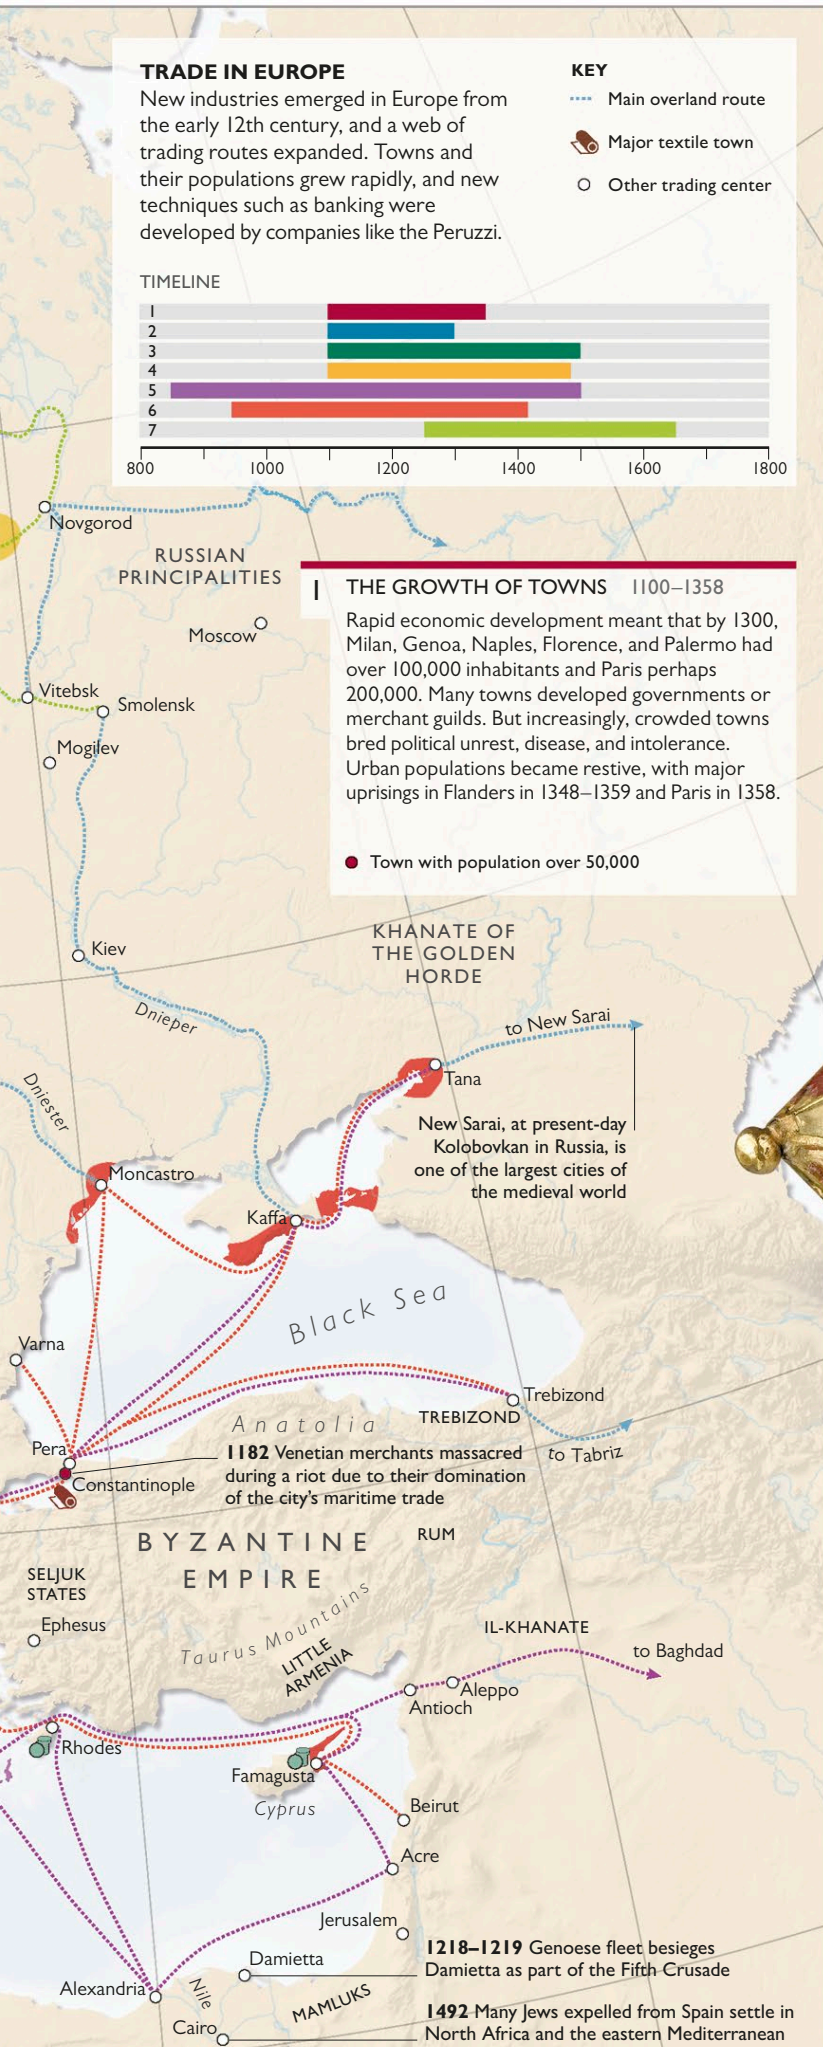 TRADE IN EUROPE
New industries emerged in Europe from
the early 12th century, and a web of
trading routes expanded. Towns and
their populations grew rapidly, and new
techniques such as banking were
developed by companies like the Peruzzi.
KEY
Main overland route
Major textile town
Other trading center
TIMELINE
1
2
3
4
5
6
7
800 1000 1200 1400 1600 1800
Novgorod
RUSSIAN
PRINCIPALITIES
1 THE GROWTH OF TOWNS 1100–1358
Rapid economic development meant that by 1300,
Milan, Genoa, Naples, Florence, and Palermo had
over 100,000 inhabitants and Paris perhaps
200,000. Many towns developed governments or
merchant guilds. But increasingly, crowded towns
bred political unrest, disease, and intolerance.
Urban populations became restive, with major
uprisings in Flanders in 1348–1359 and Paris in 1358.
Town with population over 50,000
Moscow
Vitebsk
Smolensk
Mogilev
KHANATE OF
THE GOLDEN
HORDE
Kiev
Dnieper
to New Sarai
Tana
Dniester
New Sarai, at present-day
Kolobovkan in Russia, is
one of the largest cities of
the medieval world
Moncastro
Kaffa
Black Sea
Varna
Trebizond
TREBIZOND
Anatolia
to Tabriz
Pera
Constantinople
1182 Venetian merchants massacred
during a riot due to their domination
of the city's maritime trade
BYZANTINE
EMPIRE
RUM
SELJUK
STATES
Ephesus
Taurus Mountains
LITTLE
ARMENIA
IL-KHANATE
to Baghdad
Aleppo
Antioch
Rhodes
Famagusta
Cyprus
Beirut
Acre
Jerusalem
Damietta
1218–1219 Genoese fleet besieges
Damietta as part of the Fifth Crusade
Alexandria
Nile
MAMLUKS
Cairo
1492 Many Jews expelled from Spain settle in
North Africa and the eastern Mediterranean